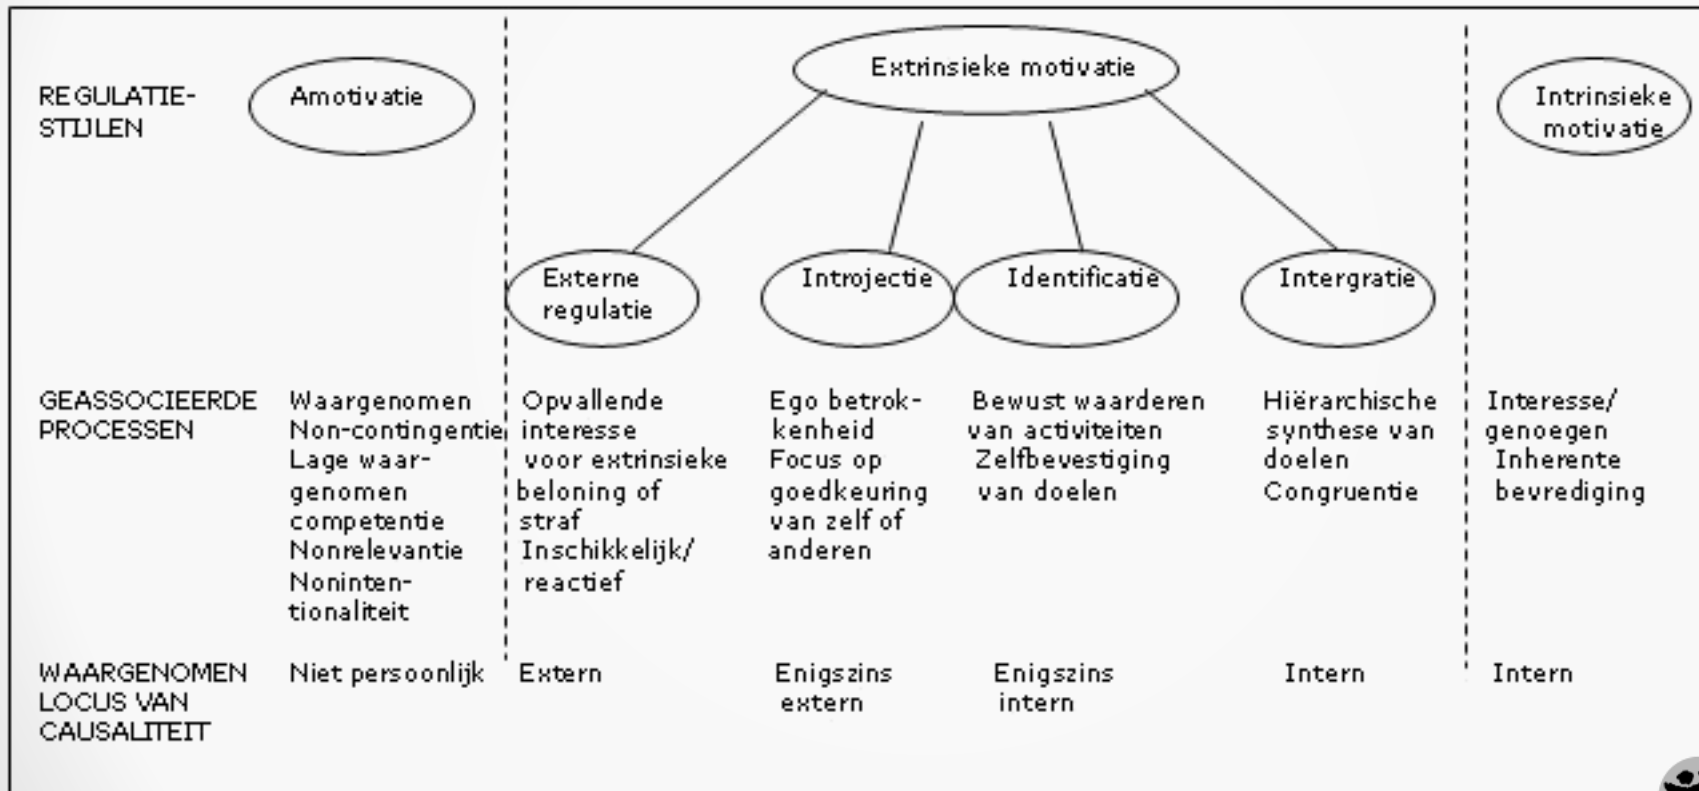 REGULATIE-
STIJLEN
Amotivatie
Extrinsieke motivatie
Intrinsieke
motivatie
Externe
regulatie
Introjectie
Identificatie
Intergratie
GEASSOCIEERDE
PROCESSEN
Waargenomen
Non-contingentie
Lage waar-
genomen
competentie
Nonrelevantie
Noninten-
tionaliteit
Opvallende
interesse
voor extrinsieke
beloning of
straf
Inschikkelijk/
reactief
Ego betrok-
kenheid
Focus op
goedkeuring
van zelf of
anderen
Bewust waarderen
van activiteiten
Zelfbevestiging
van doelen
Hiërarchische
synthese van
doelen
Congruentie
Interesse/
genoegen
Inherente
bevrediging
WAARGENOMEN
LOCUS VAN
CAUSALITEIT
Niet persoonlijk
Extern
Enigszins
extern
Enigszins
intern
Intern
Intern